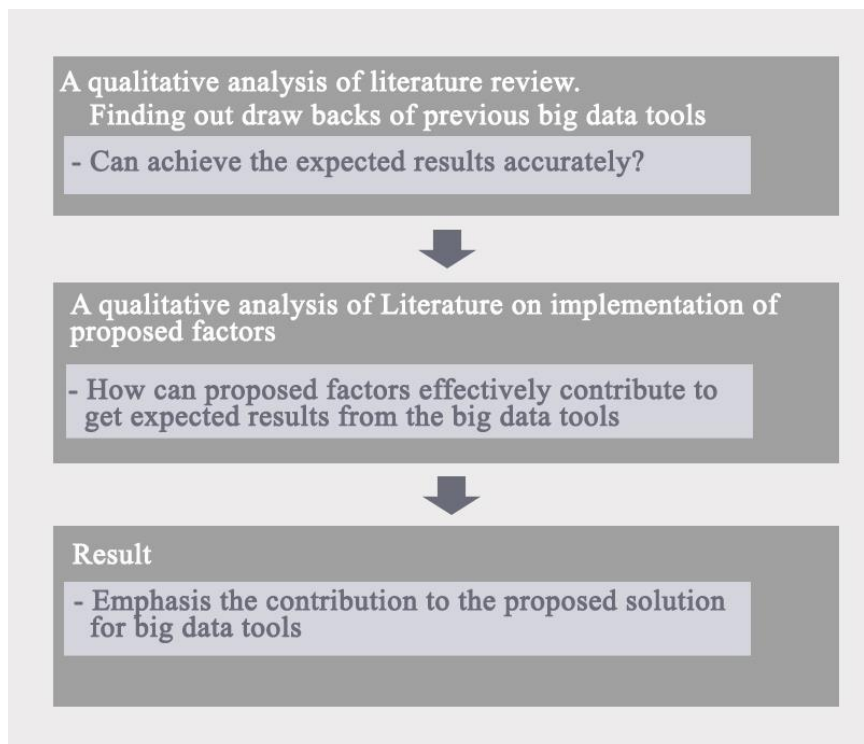 A qualitative analysis of literature review.
Finding out draw backs of previous big data tools
- Can achieve the expected results accurately?
A qualitative analysis of Literature on implementation of
proposed factors
- How can proposed factors effectively contribute to
get expected results from the big data tools
Result
- Emphasis the contribution to the proposed solution
for big data tools